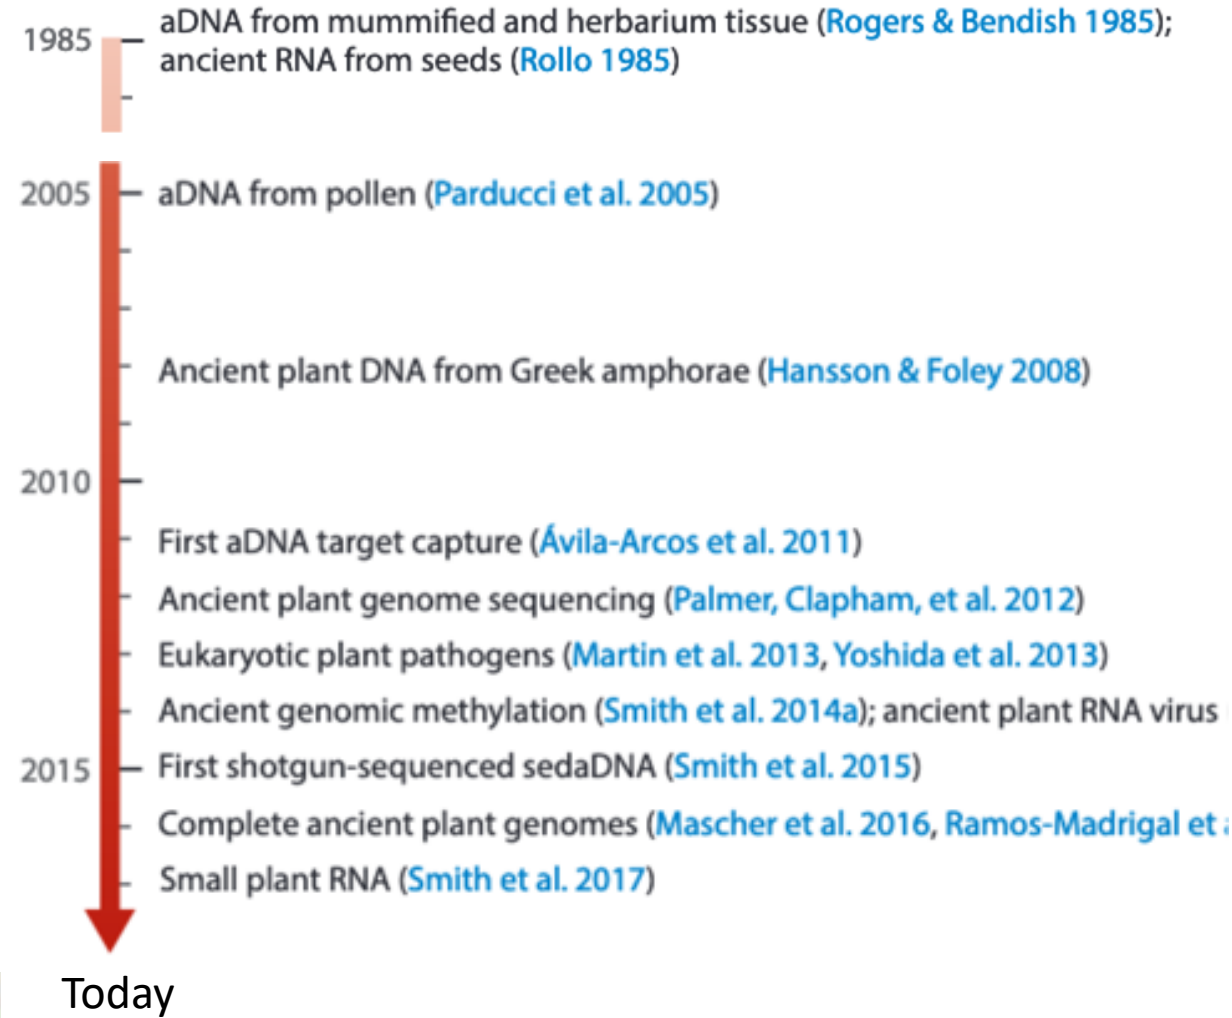 1985 aDNA from mummified and herbarium tissue (Rogers & Bendish 1985);
ancient RNA from seeds (Rollo 1985)
2005 aDNA from pollen (Parducci et al. 2005)
Ancient plant DNA from Greek amphorae (Hansson & Foley 2008)
2010
First aDNA target capture (Ávila-Arcos et al. 2011)
Ancient plant genome sequencing (Palmer, Clapham, et al. 2012)
Eukaryotic plant pathogens (Martin et al. 2013, Yoshida et al. 2013)
Ancient genomic methylation (Smith et al. 2014a); ancient plant RNA virus
2015 First shotgun-sequenced sedaDNA (Smith et al. 2015)
Complete ancient plant genomes (Mascher et al. 2016, Ramos-Madrigal et
Small plant RNA (Smith et al. 2017)
Today